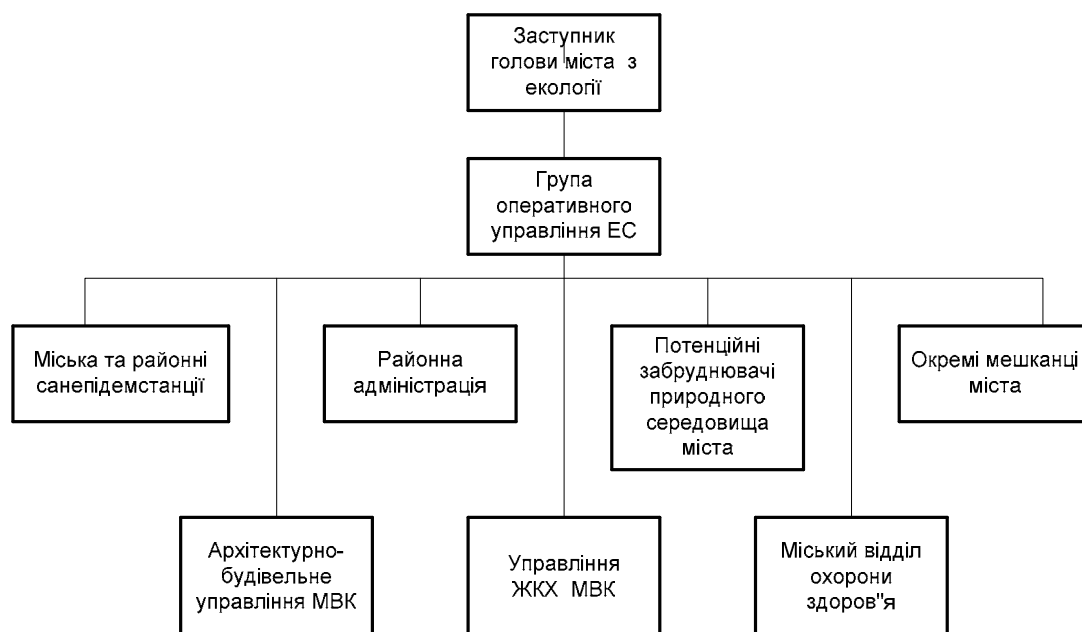 Заступник
голови міста з
екології
Група
оперативного
управління ЕС
Міська та районні
санепідемстанції
Районна
адміністрація
Потенційні
забруднювачі
природного
середовища
міста
Окремі мешканці
міста
Архітектурно-
будівельне
управління МВК
Управління
ЖКХ МВК
Міський відділ
охорони
здоров"я